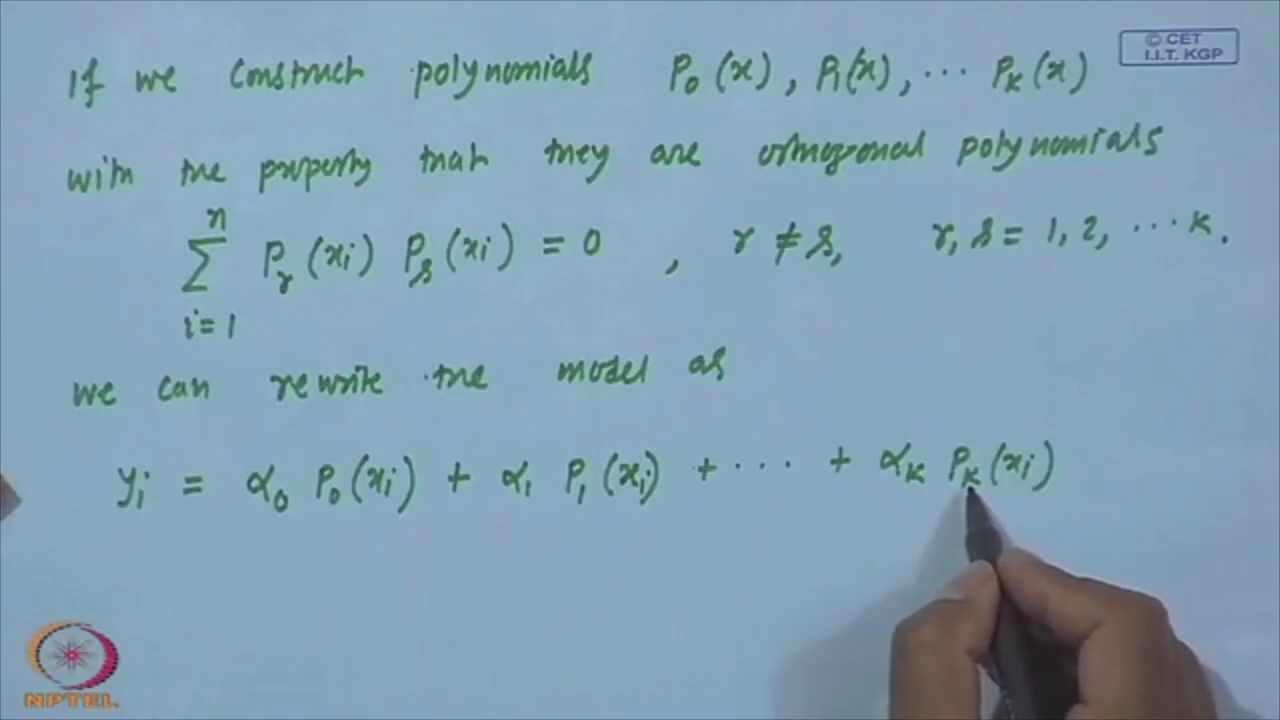 © CET
I.I.T. KGP
If we construct polynomials P₀(x), P₁(x), ··· Pₖ(x)
with the property that they are orthogonal polynomials
n
∑ Pᵣ(xᵢ) Pₛ(xᵢ) = 0 , r ≠ s, r, s = 1, 2, ··· k.
i=1
we can rewrite the model as
yᵢ = α₀ P₀(xᵢ) + α₁ P₁(xᵢ) + ··· + αₖ Pₖ(xᵢ)
NPTEL